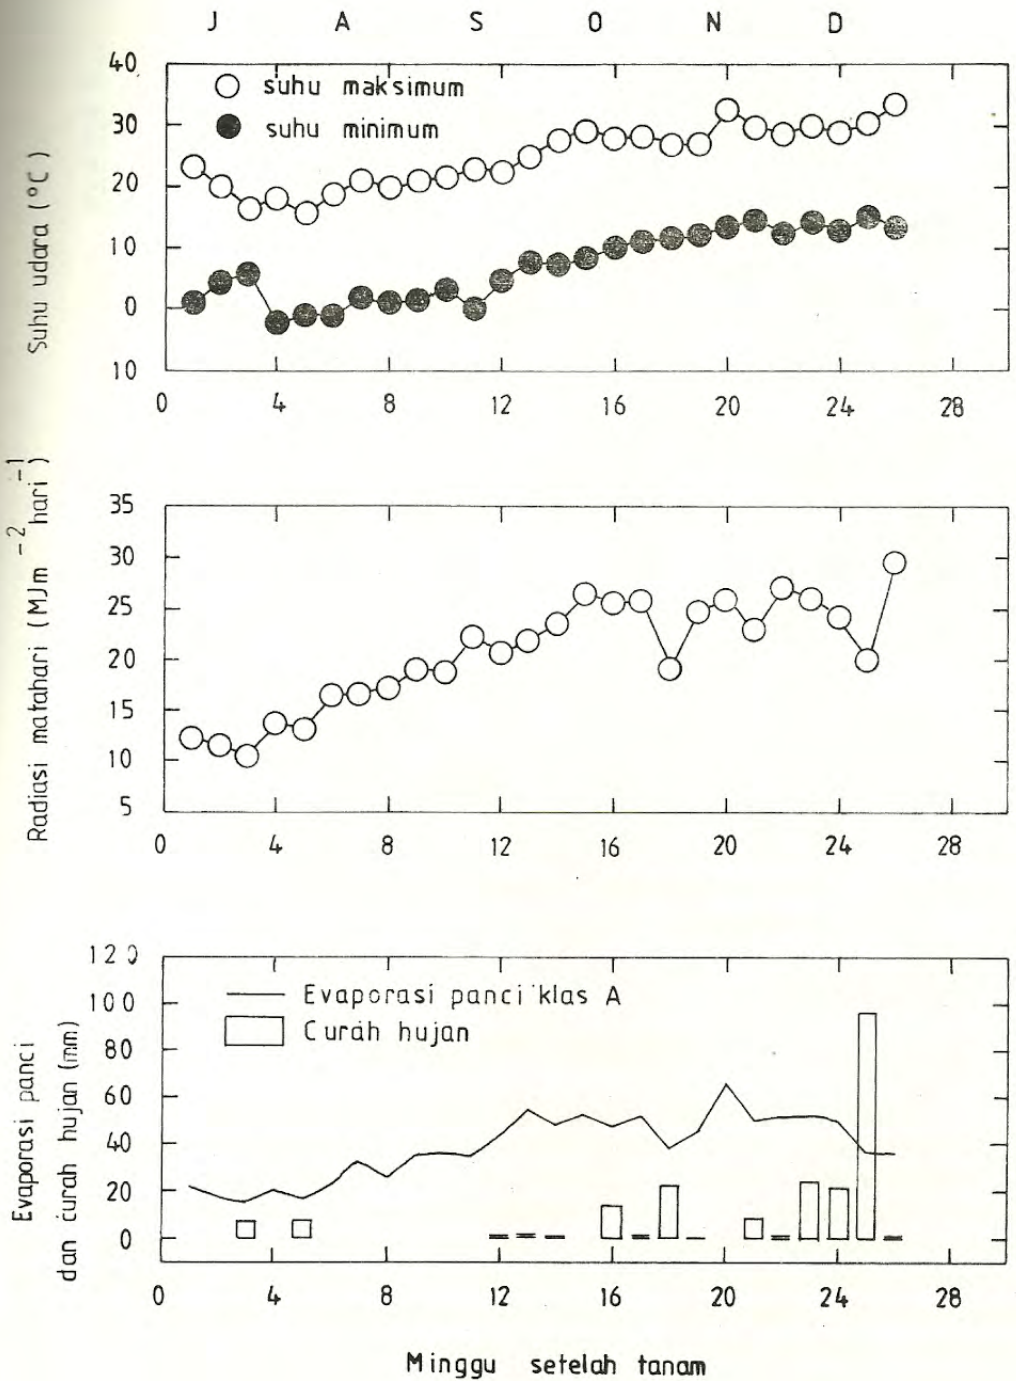 J A S O N D
40
30
20
10
0
10
suhu maksimum
suhu minimum
Suhu udara (°C)
0 4 8 12 16 20 24 28
35
30
25
20
15
10
5
Radiasi matahari (MJm⁻² hari⁻¹)
0 4 8 12 16 20 24 28
120
100
80
60
40
20
0
Evaporasi panci klas A
Curah hujan
Evaporasi panci
dan curah hujan (mm)
0 4 8 12 16 20 24 28
Minggu setelah tanam